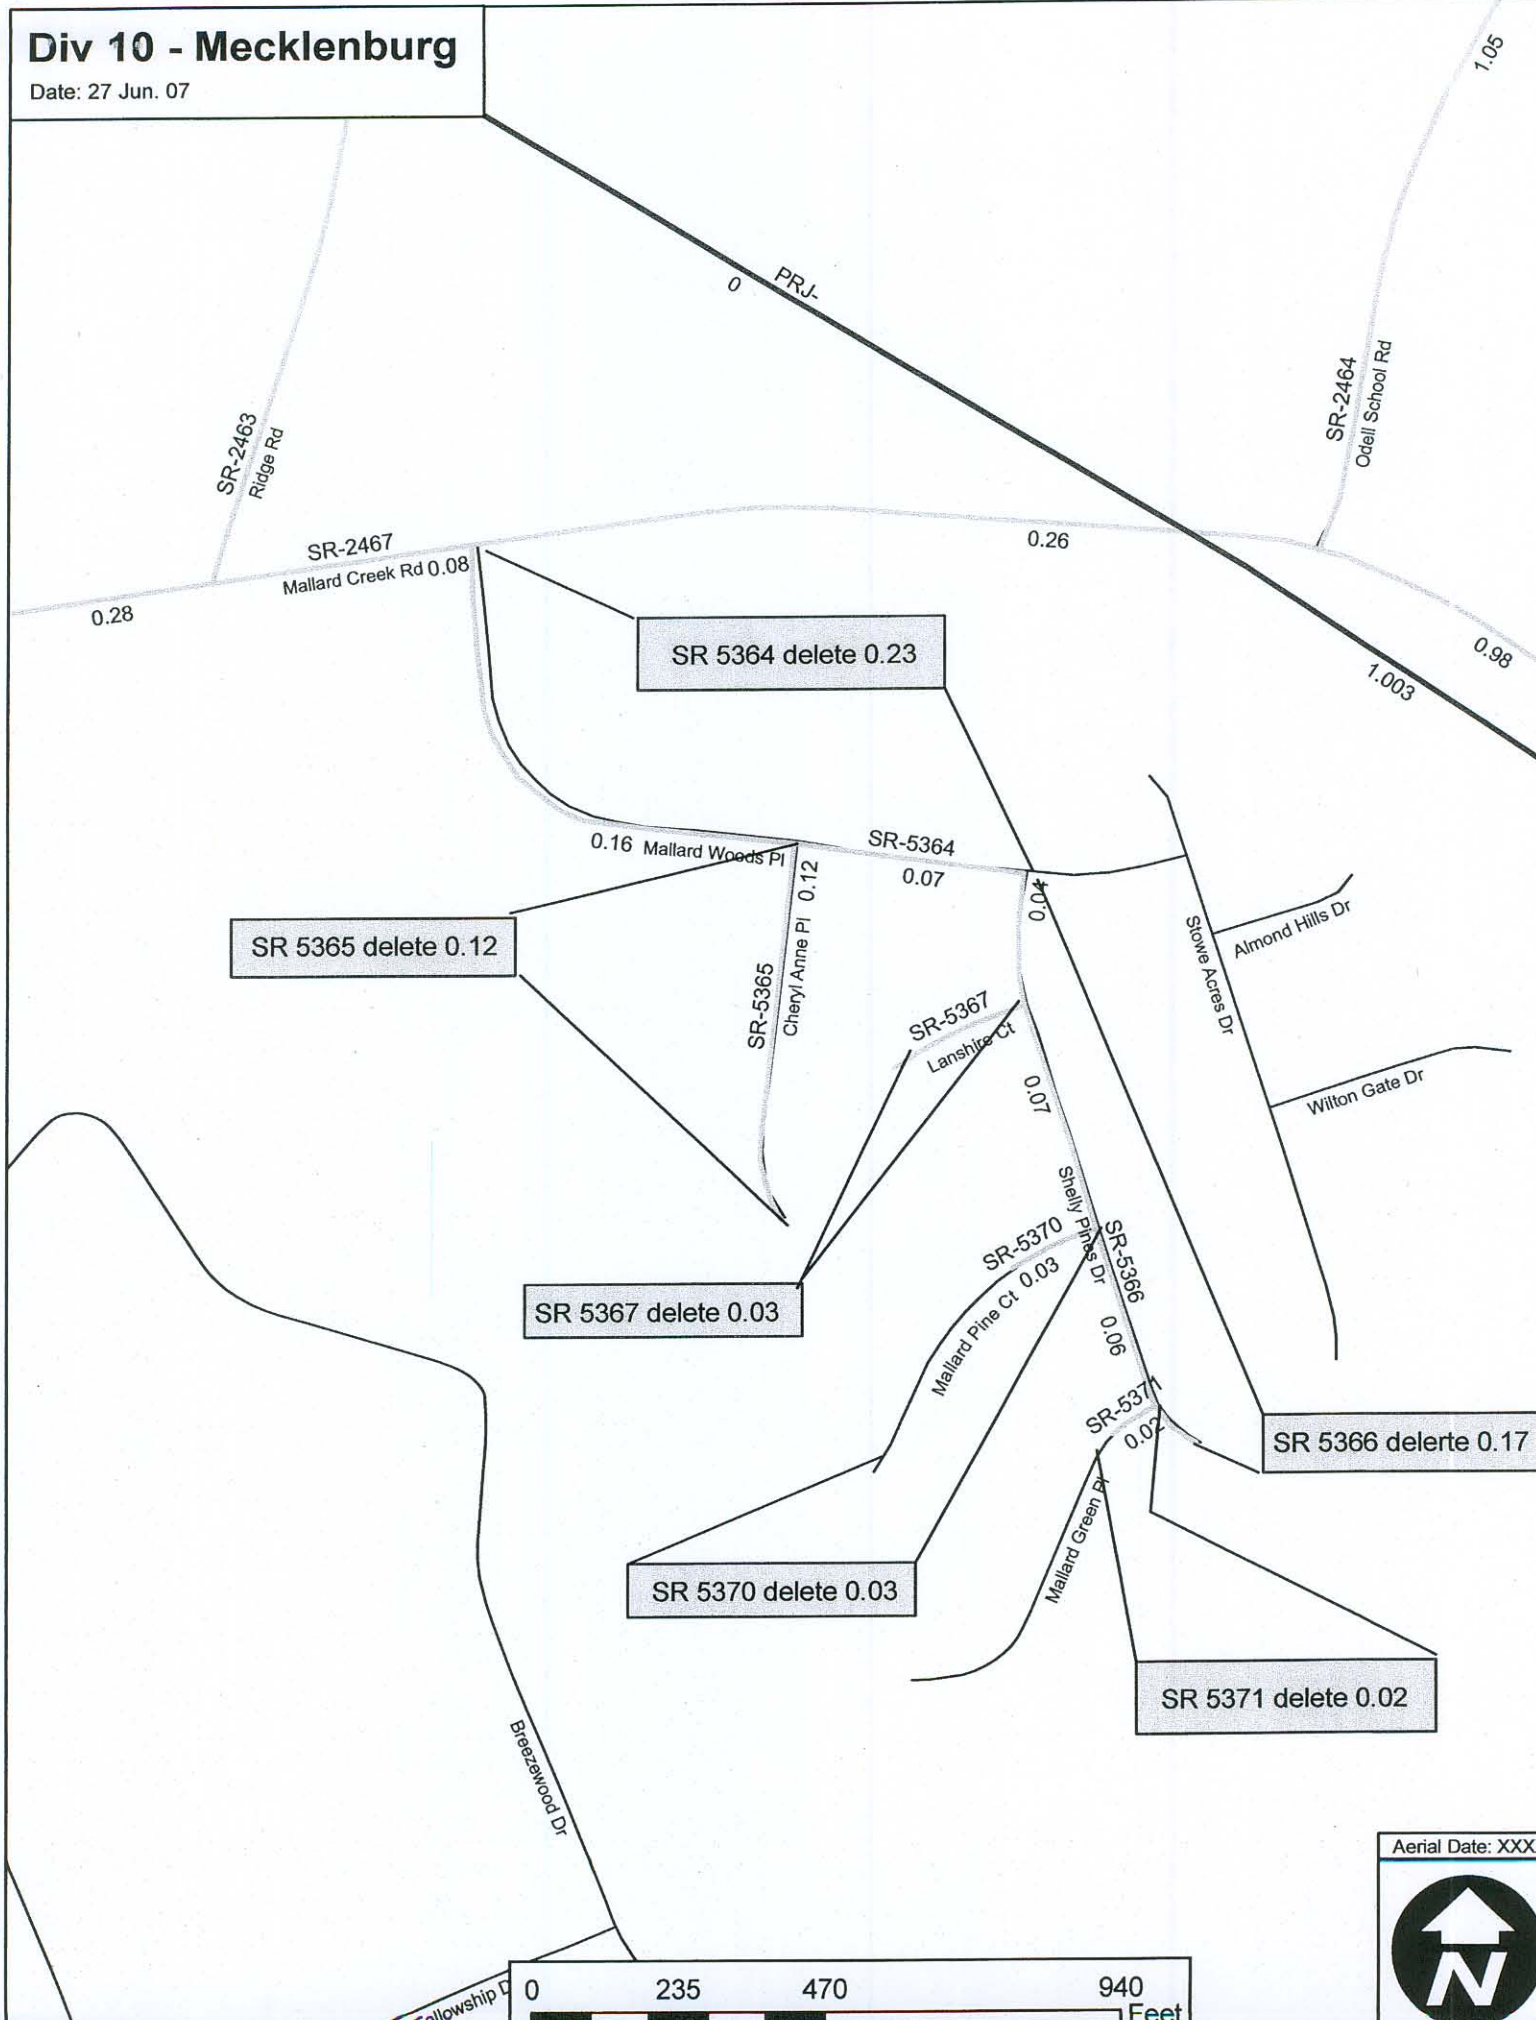 Div 10 - Mecklenburg
Date: 27 Jun. 07
1.05
0
PRJ-
SR-2464
Odell School Rd
SR-2463
Ridge Rd
SR-2467
Mallard Creek Rd 0.08
0.28
0.26
0.98
1.003
SR 5364 delete 0.23
0.16 Mallard Woods Pl
SR-5364
0.07
0.12
0.04
SR 5365 delete 0.12
SR-5365
Cheryl Anne Pl
SR-5367
Lanshire Ct
0.07
Stowe Acres Dr
Almond Hills Dr
Wilton Gate Dr
Shelly Pines Dr
SR-5366
SR-5370
0.03
Mallard Pine Ct
SR 5367 delete 0.03
0.06
SR-5371
0.02
Mallard Green Pl
SR 5366 delerte 0.17
SR 5370 delete 0.03
SR 5371 delete 0.02
Breezewood Dr
Aerial Date: XXX
N
0 235 470 940
Feet